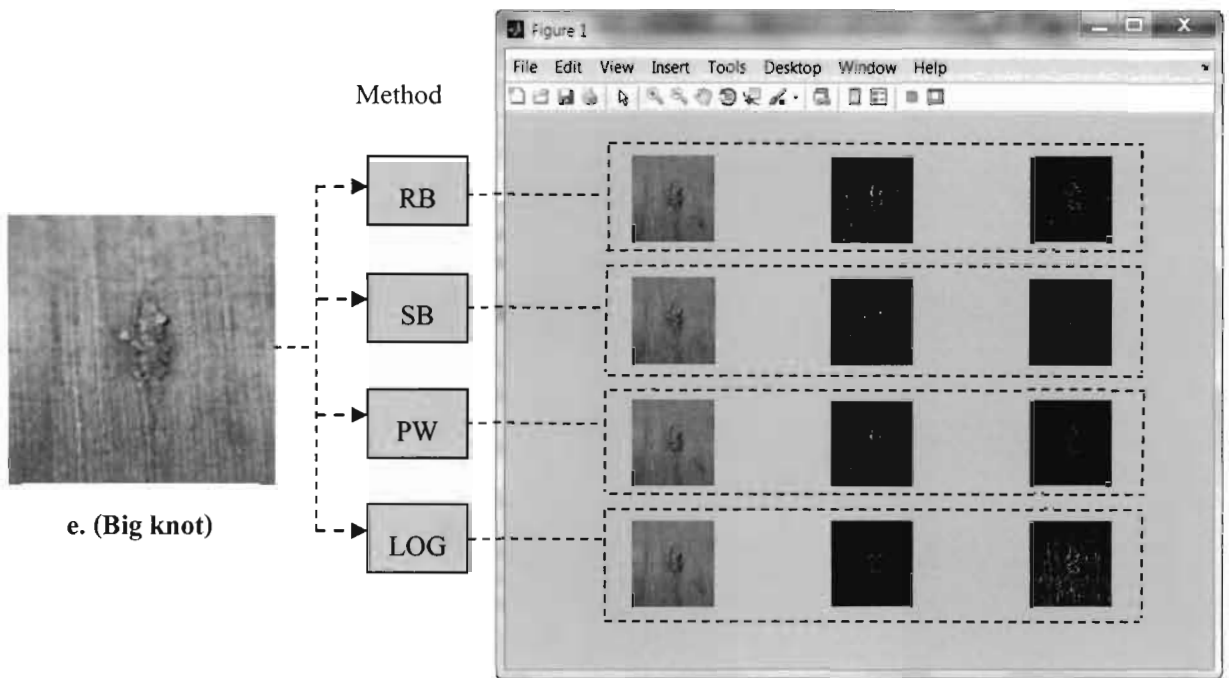 Figure 1
File Edit View Insert Tools Desktop Window Help
Method
RB
SB
PW
LOG
e. (Big knot)